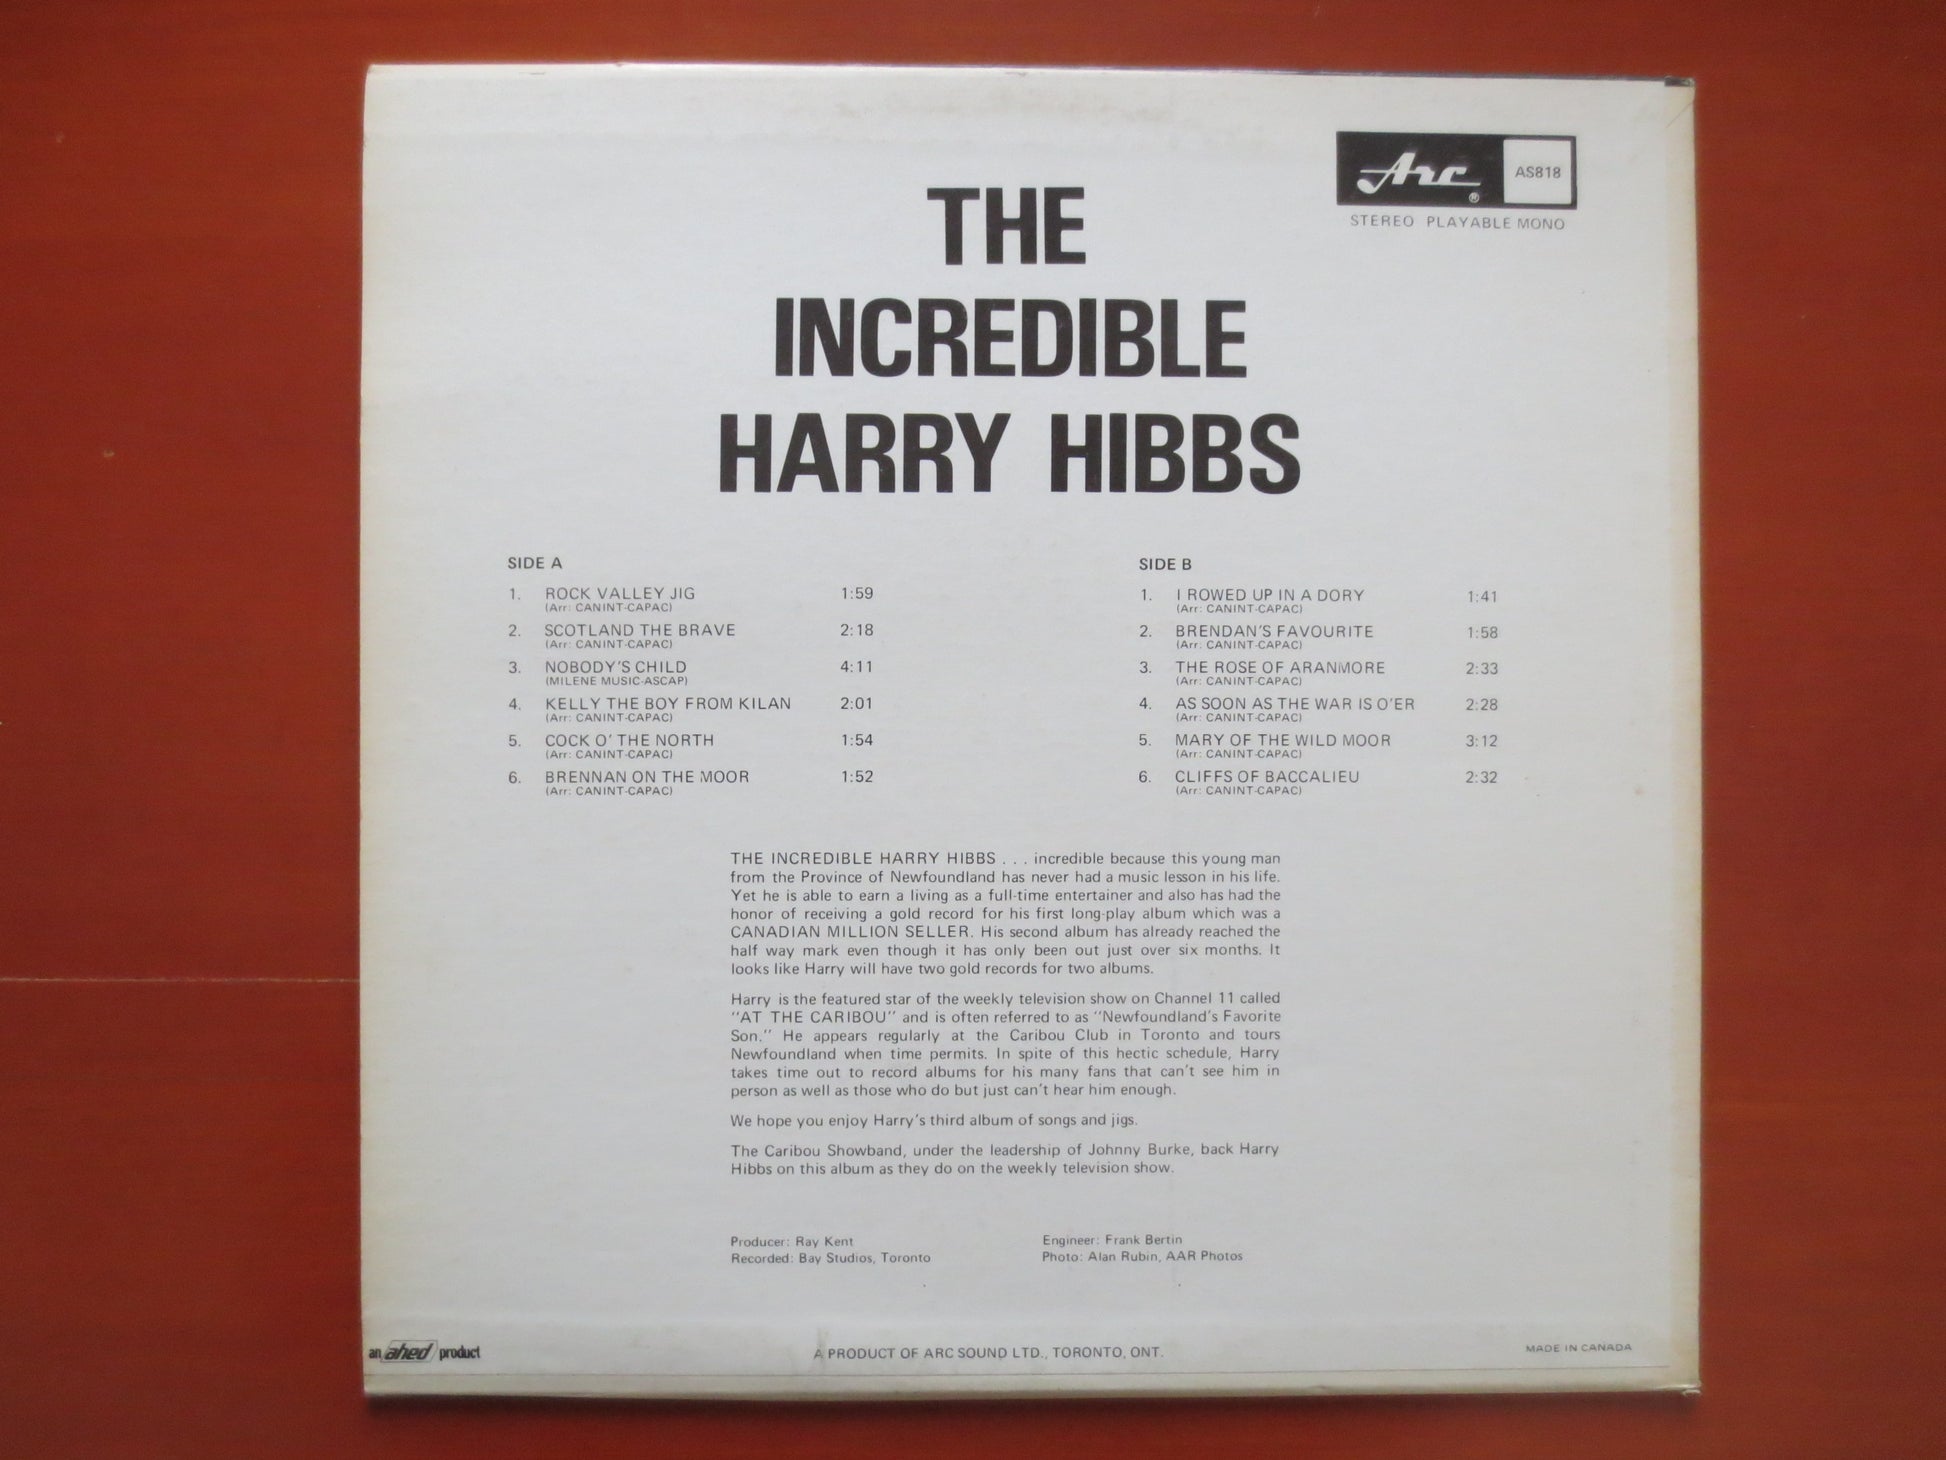 Arc ®
AS818
STEREO PLAYABLE MONO
THE
INCREDIBLE
HARRY HIBBS
SIDE A
1. ROCK VALLEY JIG 1:59
(Arr: CANINT-CAPAC)
2. SCOTLAND THE BRAVE 2:18
(Arr: CANINT-CAPAC)
3. NOBODY'S CHILD 4:11
(MILENE MUSIC-ASCAP)
4. KELLY THE BOY FROM KILAN 2:01
(Arr: CANINT-CAPAC)
5. COCK O' THE NORTH 1:54
(Arr: CANINT-CAPAC)
6. BRENNAN ON THE MOOR 1:52
(Arr: CANINT-CAPAC)
SIDE B
1. I ROWED UP IN A DORY 1:41
(Arr: CANINT-CAPAC)
2. BRENDAN'S FAVOURITE 1:58
(Arr: CANINT-CAPAC)
3. THE ROSE OF ARANMORE 2:33
(Arr: CANINT-CAPAC)
4. AS SOON AS THE WAR IS O'ER 2:28
(Arr: CANINT-CAPAC)
5. MARY OF THE WILD MOOR 3:12
(Arr: CANINT-CAPAC)
6. CLIFFS OF BACCALIEU 2:32
(Arr: CANINT-CAPAC)
THE INCREDIBLE HARRY HIBBS . . . incredible because this young man
from the Province of Newfoundland has never had a music lesson in his life.
Yet he is able to earn a living as a full-time entertainer and also has had the
honor of receiving a gold record for his first long-play album which was a
CANADIAN MILLION SELLER. His second album has already reached the
half way mark even though it has only been out just over six months. It
looks like Harry will have two gold records for two albums.
Harry is the featured star of the weekly television show on Channel 11 called
"AT THE CARIBOU" and is often referred to as "Newfoundland's Favorite
Son." He appears regularly at the Caribou Club in Toronto and tours
Newfoundland when time permits. In spite of this hectic schedule, Harry
takes time out to record albums for his many fans that can't see him in
person as well as those who do but just can't hear him enough.
We hope you enjoy Harry's third album of songs and jigs.
The Caribou Showband, under the leadership of Johnny Burke, back Harry
Hibbs on this album as they do on the weekly television show.
Producer: Ray Kent
Recorded: Bay Studios, Toronto
Engineer: Frank Bertin
Photo: Alan Rubin, AAR Photos
an ahed product
A PRODUCT OF ARC SOUND LTD., TORONTO, ONT.
MADE IN CANADA